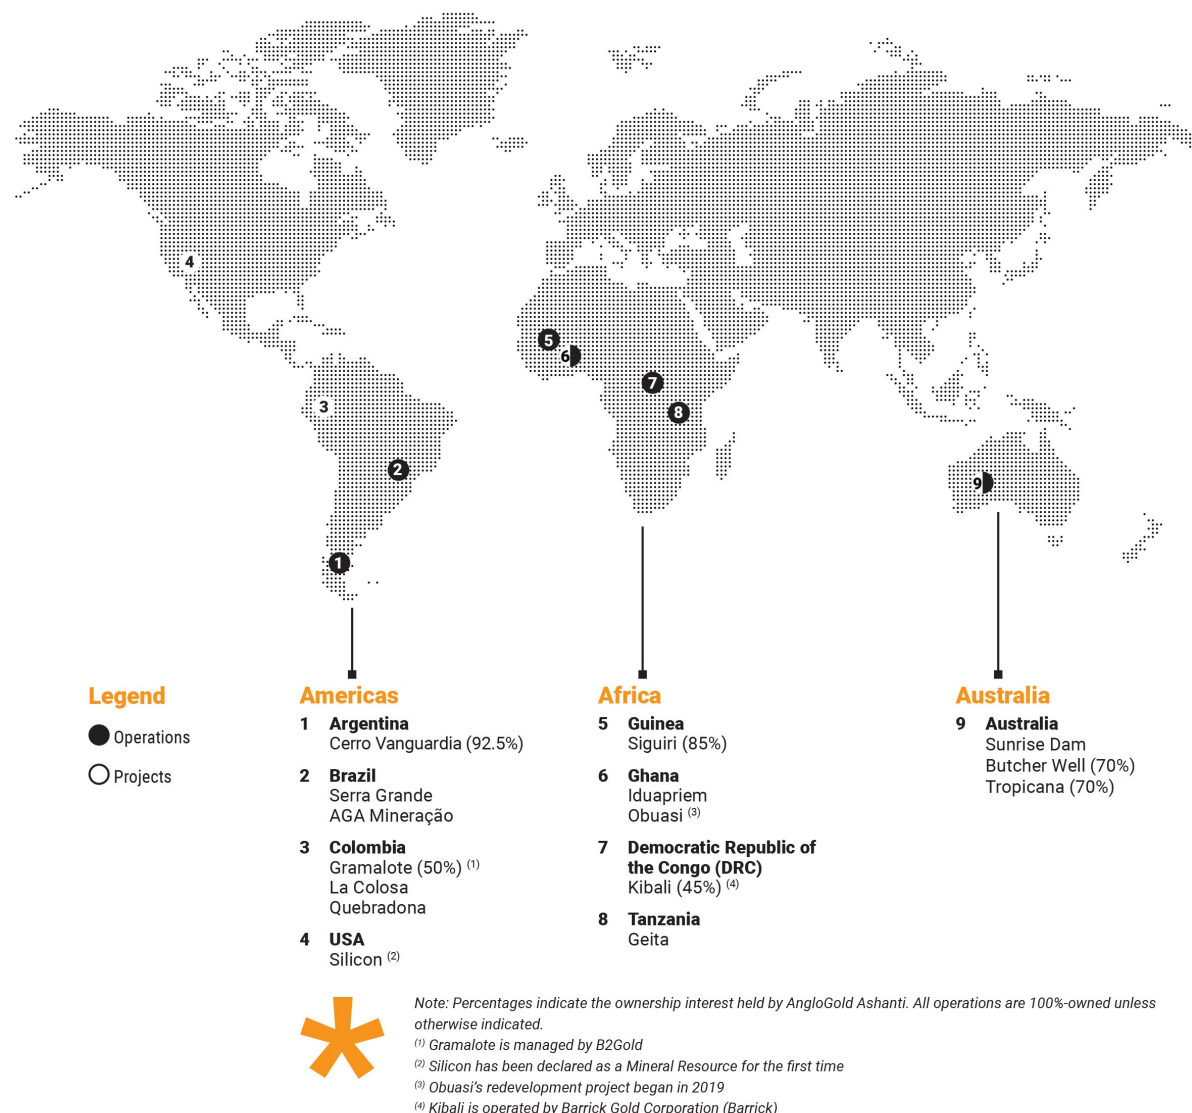 4
5
6
7
3
8
2
9
1
Legend
Operations
Projects
Americas
1 Argentina
Cerro Vanguardia (92.5%)
2 Brazil
Serra Grande
AGA Mineração
3 Colombia
Gramalote (50%) (1)
La Colosa
Quebradona
4 USA
Silicon (2)
Africa
5 Guinea
Siguiri (85%)
6 Ghana
Iduapriem
Obuasi (3)
7 Democratic Republic of
the Congo (DRC)
Kibali (45%) (4)
8 Tanzania
Geita
Australia
9 Australia
Sunrise Dam
Butcher Well (70%)
Tropicana (70%)
Note: Percentages indicate the ownership interest held by AngloGold Ashanti. All operations are 100%-owned unless
otherwise indicated.
(1) Gramalote is managed by B2Gold
(2) Silicon has been declared as a Mineral Resource for the first time
(3) Obuasi's redevelopment project began in 2019
(4) Kibali is operated by Barrick Gold Corporation (Barrick)